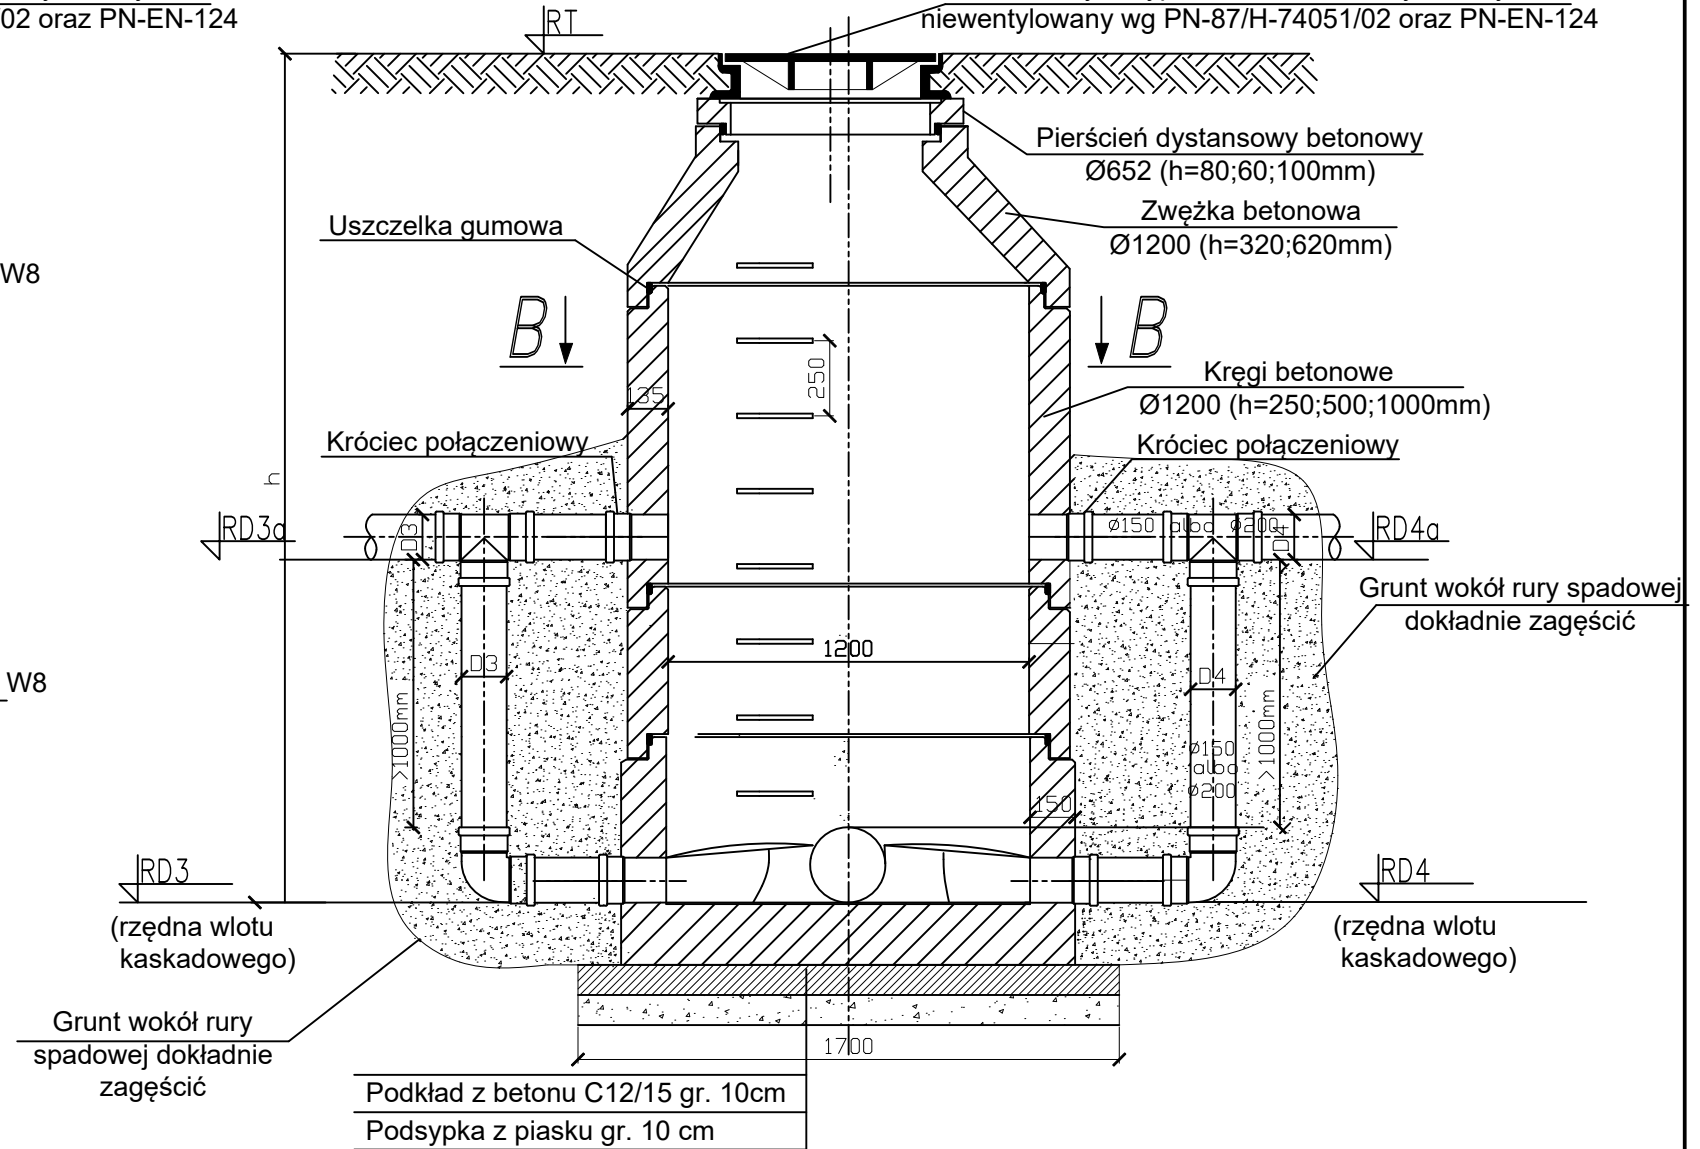 /02 oraz PN-EN-124
RT
niewentylowany wg PN-87/H-74051/02 oraz PN-EN-124
Pierścień dystansowy betonowy
Ø652 (h=80;60;100mm)
Zwężka betonowa
Ø1200 (h=320;620mm)
Uszczelka gumowa
W8
B
B
250
135
Kręgi betonowe
Ø1200 (h=250;500;1000mm)
Króciec połączeniowy
Króciec połączeniowy
h
RD3a
D3
Ø150 albo Ø200
D4
RD4a
Grunt wokół rury spadowej
dokładnie zagęścić
1200
D3
D4
W8
>1000mm
Ø150
albo
Ø200
>1000mm
150
RD3
RD4
(rzędna wlotu
kaskadowego)
(rzędna wlotu
kaskadowego)
Grunt wokół rury
spadowej dokładnie
zagęścić
1700
Podkład z betonu C12/15 gr. 10cm
Podsypka z piasku gr. 10 cm